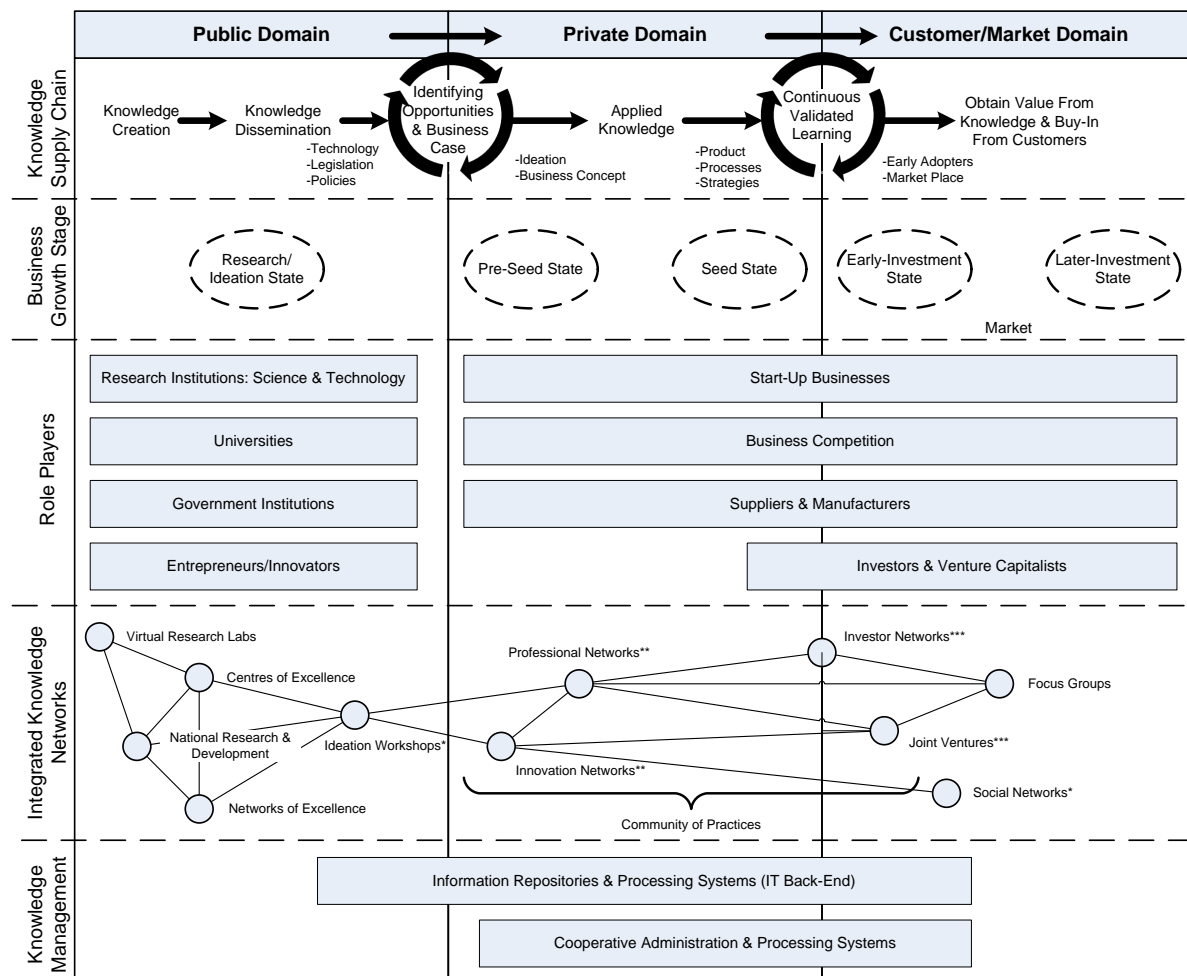 Public Domain
Private Domain
Customer/Market Domain
Knowledge
Supply Chain
Knowledge
Creation
Knowledge
Dissemination
-Technology
-Legislation
-Policies
Identifying
Opportunities
& Business
Case
-Ideation
-Business Concept
Applied
Knowledge
-Product
-Processes
-Strategies
Continuous
Validated
Learning
-Early Adopters
-Market Place
Obtain Value From
Knowledge & Buy-In
From Customers
Business
Growth Stage
Research/
Ideation State
Pre-Seed State
Seed State
Early-Investment
State
Later-Investment
State
Market
Role Players
Research Institutions: Science & Technology
Start-Up Businesses
Universities
Business Competition
Government Institutions
Suppliers & Manufacturers
Entrepreneurs/Innovators
Investors & Venture Capitalists
Integrated Knowledge
Networks
Virtual Research Labs
Centres of Excellence
National Research &
Development
Networks of Excellence
Ideation Workshops*
Professional Networks**
Innovation Networks**
Community of Practices
Investor Networks***
Focus Groups
Joint Ventures***
Social Networks*
Knowledge
Management
Information Repositories & Processing Systems (IT Back-End)
Cooperative Administration & Processing Systems